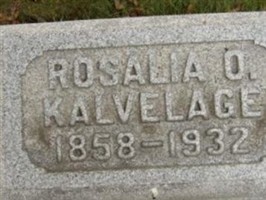 ROSALIA O.
KALVELAGE
1858-1932